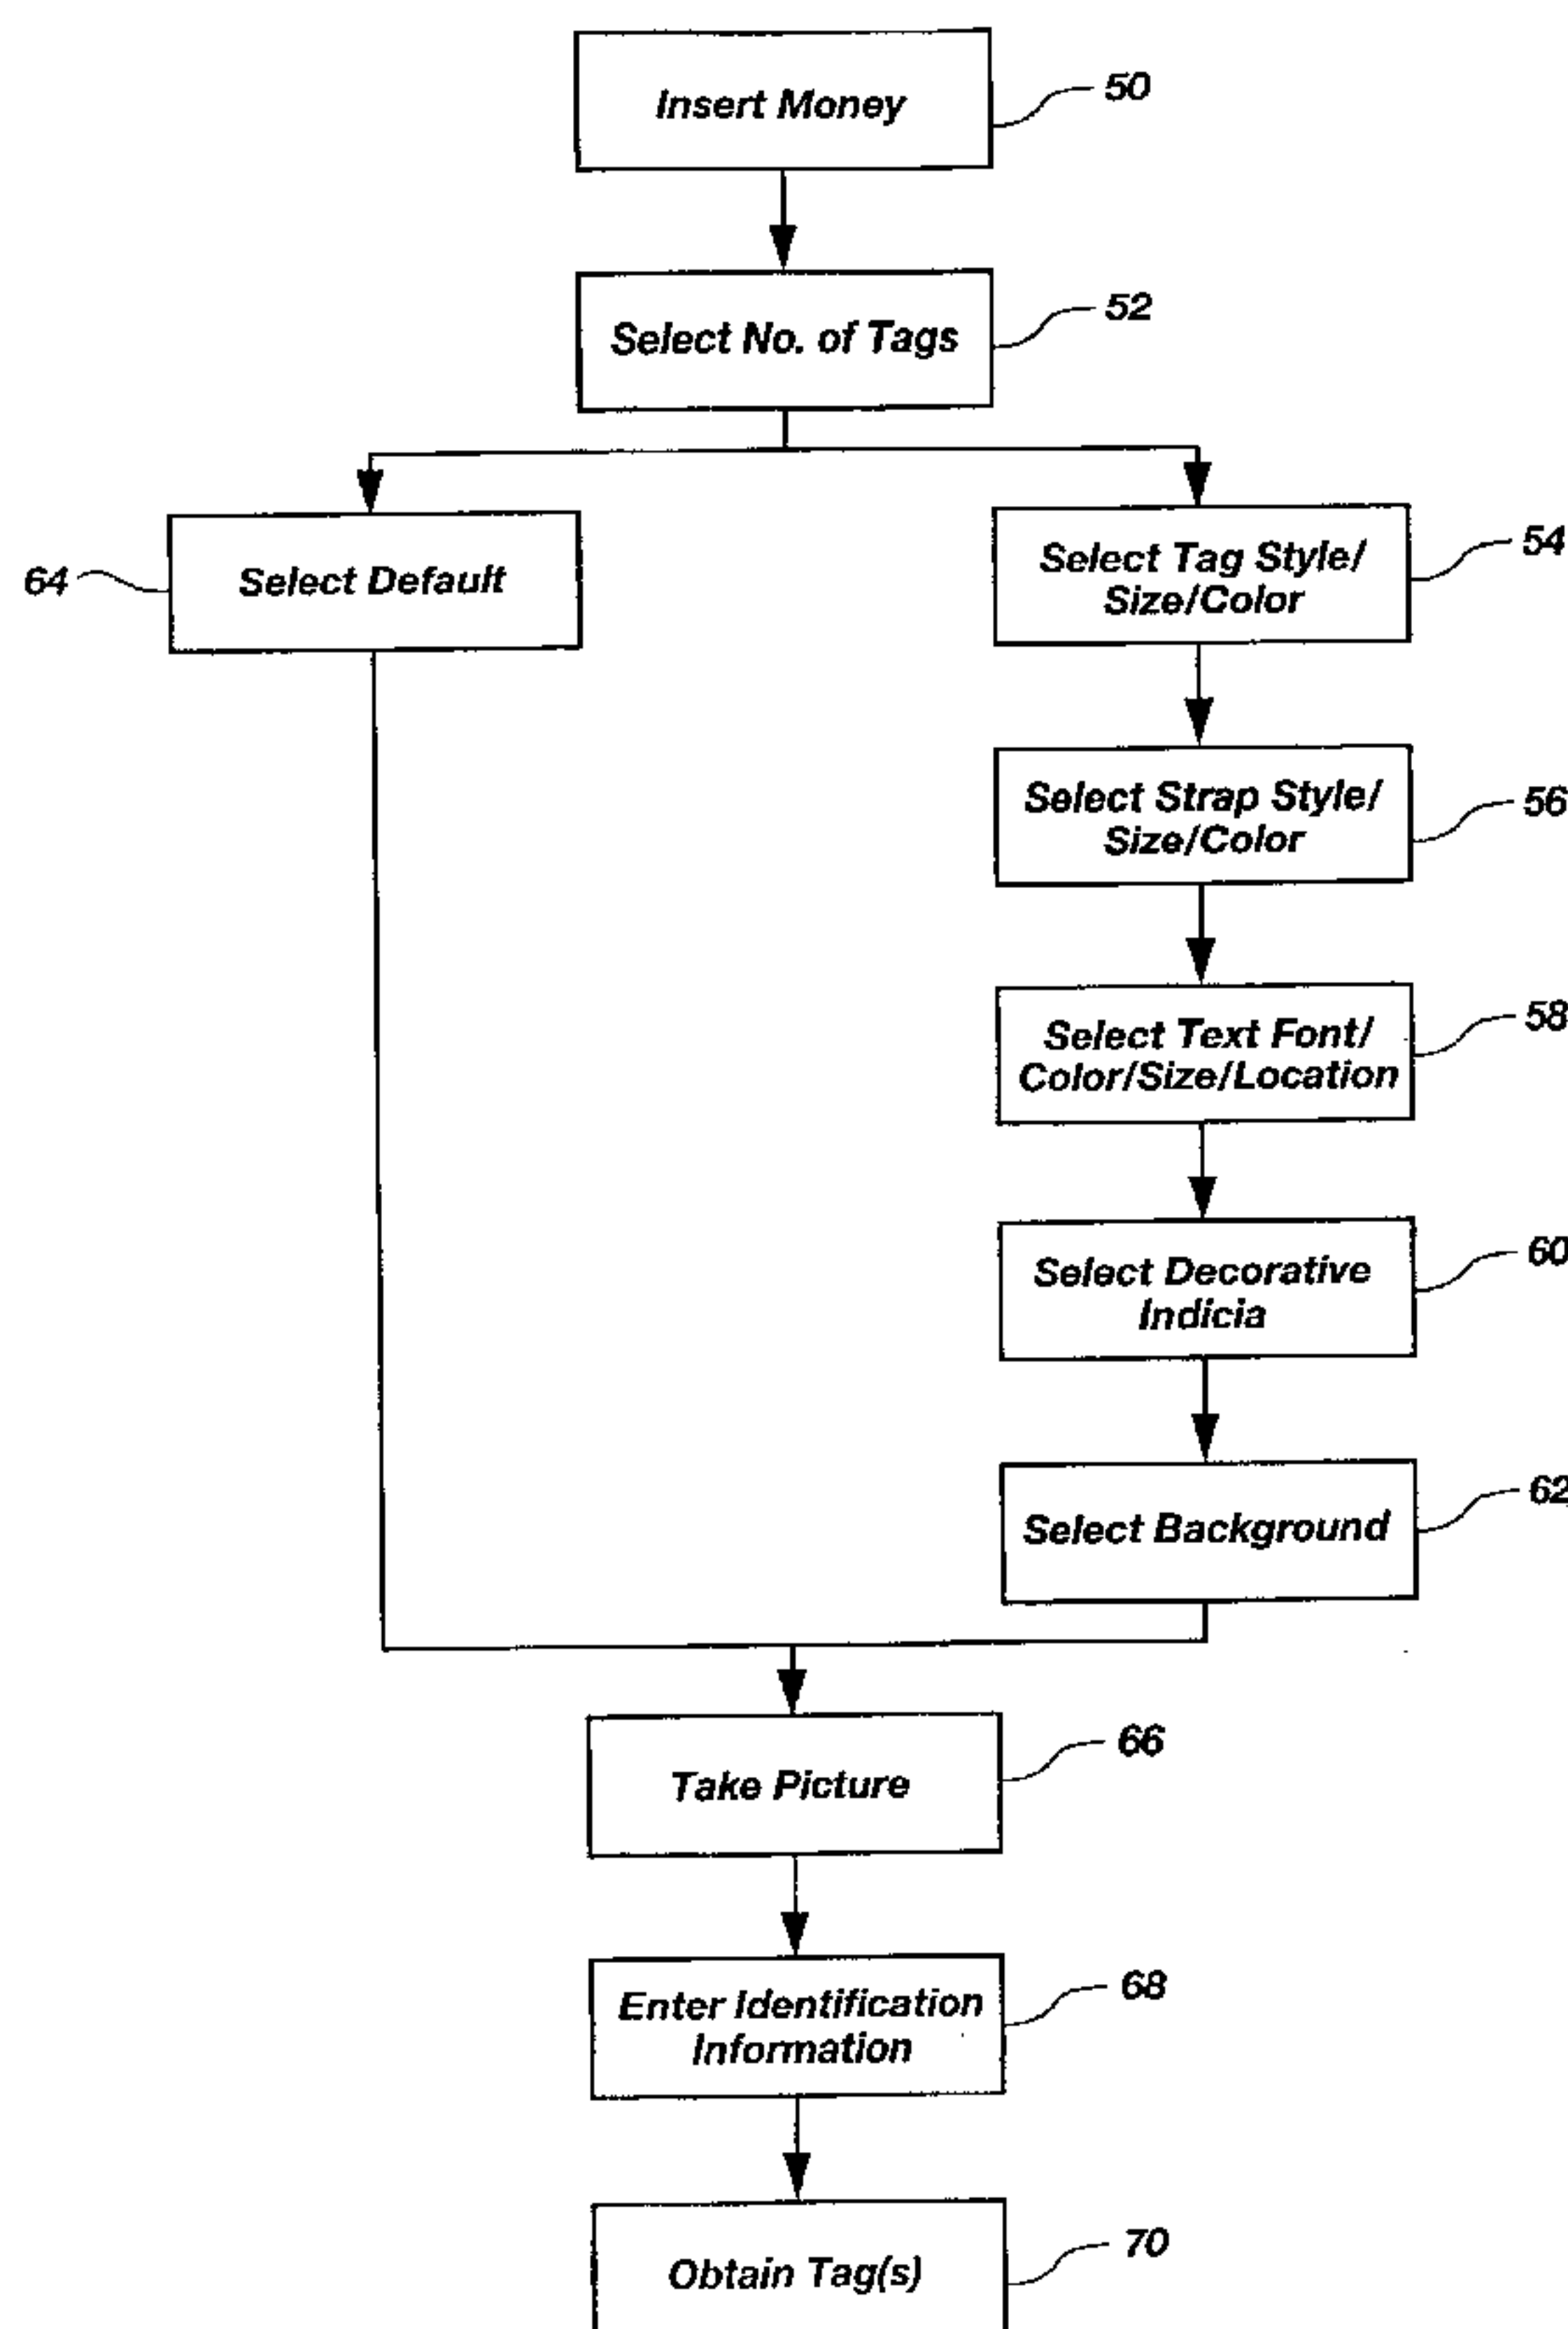 Insert Money
50
Select No. of Tags
52
64
Select Default
Select Tag Style/
Size/Color
54
Select Strap Style/
Size/Color
56
Select Text Font/
Color/Size/Location
58
Select Decorative
Indicia
60
Select Background
62
Take Picture
66
Enter Identification
Information
68
Obtain Tag(s)
70